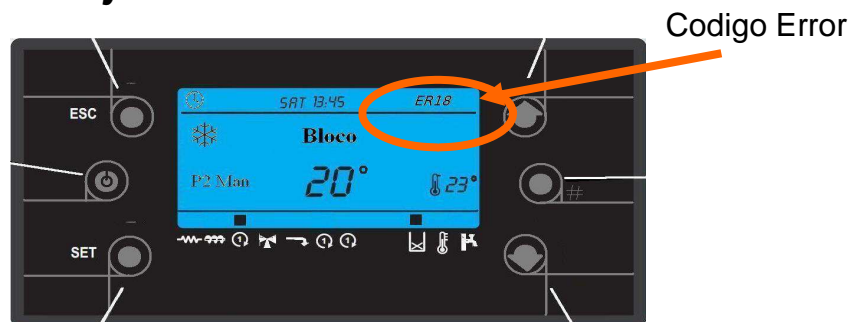 Codigo Error
SAT 13:45 ER18
ESC
Bloco
P2 Man 20° 23°
#
SET